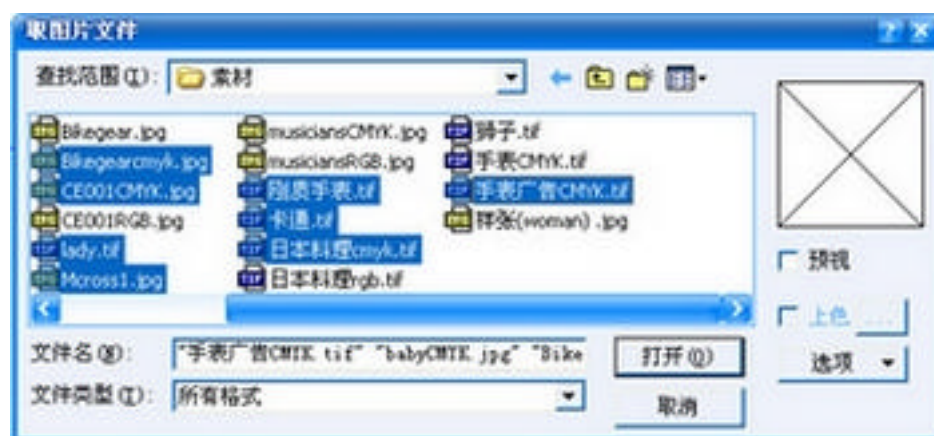 取图片文件
查找范围(I): 素材
Bikegear.jpg
Bikegearcmyk.jpg
CE001CMYK.jpg
CE001RGB.jpg
lady.tif
Mcross1.jpg
musiciansCMYK.jpg
musiciansRGB.jpg
刚质手表.tif
卡通.tif
日本料理cmyk.tif
日本料理rgb.tif
狮子.tif
手表CMYK.tif
手表广告CMYK.tif
样张(woman) .jpg
预视
上色 ...
选项
文件名(N): "手表广告CMYK.tif" "babyCMYK.jpg" "Bike
打开(O)
文件类型(T): 所有格式
取消